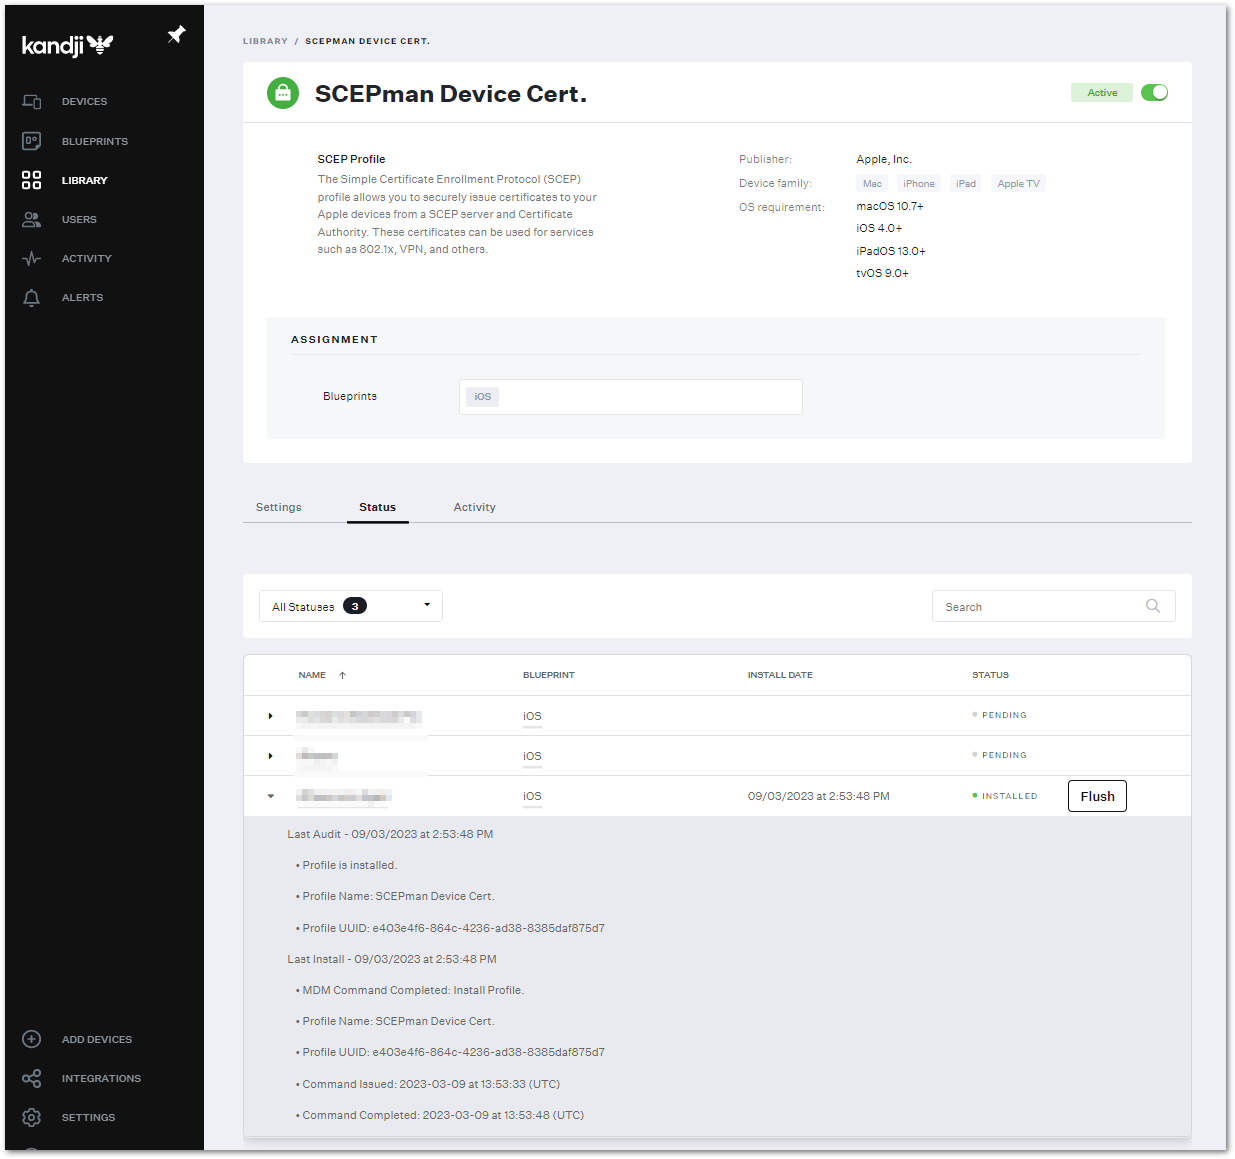 kandji
DEVICES
BLUEPRINTS
LIBRARY
USERS
ACTIVITY
ALERTS
ADD DEVICES
INTEGRATIONS
SETTINGS
LIBRARY / SCEPMAN DEVICE CERT.
SCEPman Device Cert.
Active
SCEP Profile
The Simple Certificate Enrollment Protocol (SCEP)
profile allows you to securely issue certificates to your
Apple devices from a SCEP server and Certificate
Authority. These certificates can be used for services
such as 802.1x, VPN, and others.
Publisher: Apple, Inc.
Device family: Mac iPhone iPad Apple TV
OS requirement: macOS 10.7+
iOS 4.0+
iPadOS 13.0+
tvOS 9.0+
ASSIGNMENT
Blueprints iOS
Settings Status Activity
All Statuses 3
Search
NAME BLUEPRINT INSTALL DATE STATUS
iOS PENDING
iOS PENDING
iOS 09/03/2023 at 2:53:48 PM INSTALLED Flush
Last Audit - 09/03/2023 at 2:53:48 PM
• Profile is installed.
• Profile Name: SCEPman Device Cert.
• Profile UUID: e403e4f6-864c-4236-ad38-8385daf875d7
Last Install - 09/03/2023 at 2:53:48 PM
• MDM Command Completed: Install Profile.
• Profile Name: SCEPman Device Cert.
• Profile UUID: e403e4f6-864c-4236-ad38-8385daf875d7
• Command Issued: 2023-03-09 at 13:53:33 (UTC)
• Command Completed: 2023-03-09 at 13:53:48 (UTC)